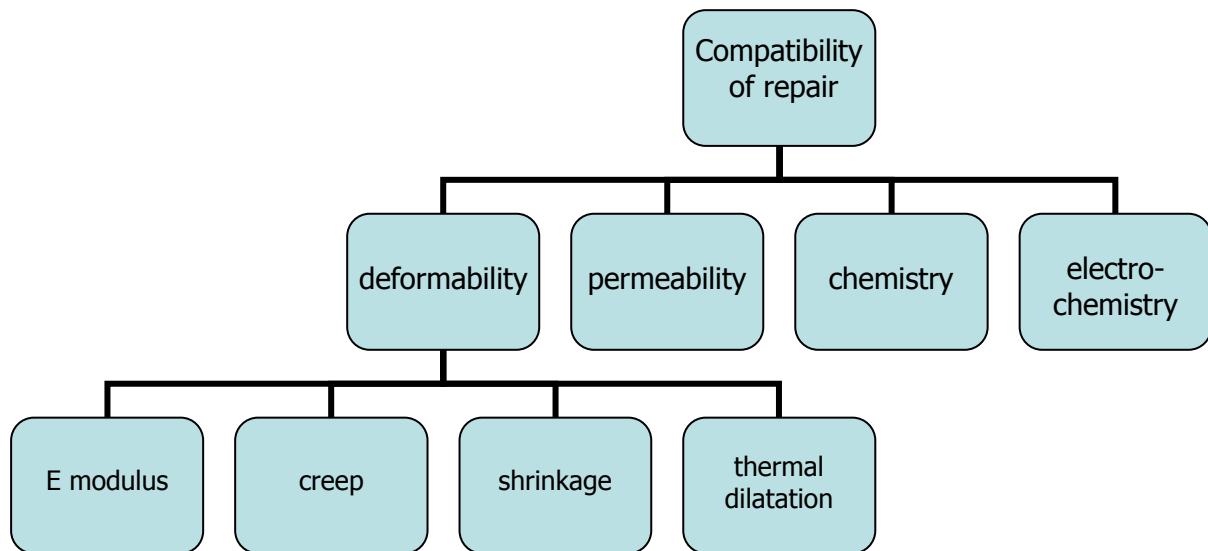 Compatibility
of repair
deformability
permeability
chemistry
electro-
chemistry
E modulus
creep
shrinkage
thermal
dilatation